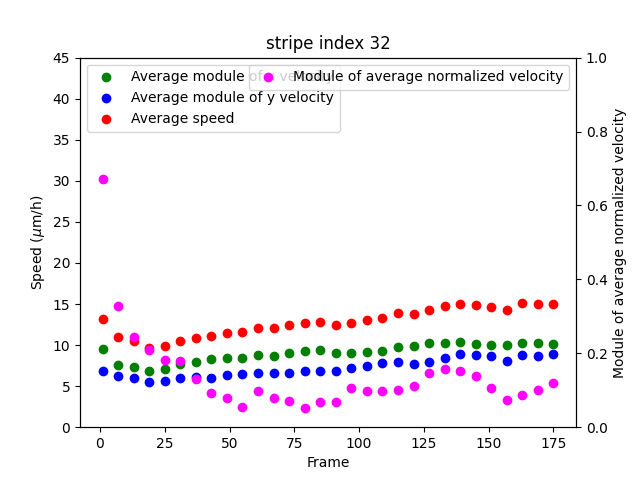 stripe index 32
Average module of x velocity
Average module of y velocity
Average speed
Module of average normalized velocity
Speed (μm/h)
Module of average normalized velocity
45
40
35
30
25
20
15
10
5
0
1.0
0.8
0.6
0.4
0.2
0.0
0 25 50 75 100 125 150 175
Frame